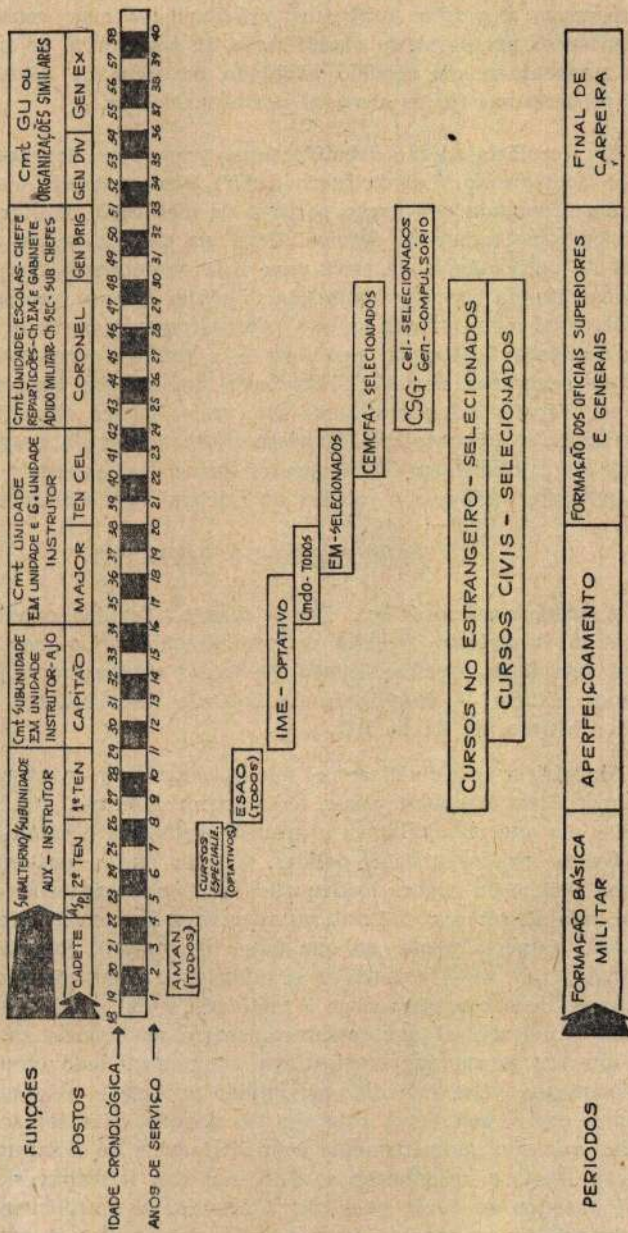 FUNÇÕES
SUBALTERNO/SUBUNIDADE
AUX - INSTRUTOR
Cmt SUBUNIDADE
EM UNIDADE
INSTRUTOR - AJO
Cmt UNIDADE
EM UNIDADE E G. UNIDADE
INSTRUTOR
Cmt UNIDADE, ESCOLAS - CHEFE
REPARTIÇÕES - Ch EM. E GABINETE
ADIDO MILITAR - Ch SEC - SUB CHEFES
Cmt GU ou
ORGANIZAÇÕES SIMILARES
POSTOS
CADETE
ASP
2º TEN
1º TEN
CAPITÃO
MAJOR
TEN CEL
CORONEL
GEN BRIG
GEN DIV
GEN EX
IDADE CRONOLÓGICA
18 19 20 21 22 23 24 25 26 27 28 29 30 31 32 33 34 35 36 37 38 39 40 41 42 43 44 45 46 47 48 49 50 51 52 53 54 55 56 57 58
ANOS DE SERVIÇO
1 2 3 4 5 6 7 8 9 10 11 12 13 14 15 16 17 18 19 20 21 22 23 24 25 26 27 28 29 30 31 32 33 34 35 36 37 38 39 40
AMAN
(TODOS)
CURSOS
ESPECIALIZ.
(OPTATIVOS)
ESAO
(TODOS)
IME - OPTATIVO
Cmdo - TODOS
EM - SELECIONADOS
CEMCFA - SELECIONADOS
CSG - Cel - SELECIONADOS
Gen - COMPULSÓRIO
CURSOS NO ESTRANGEIRO - SELECIONADOS
CURSOS CIVIS - SELECIONADOS
PERIODOS
FORMAÇÃO BÁSICA
MILITAR
APERFEIÇOAMENTO
FORMAÇÃO DOS OFICIAIS SUPERIORES
E GENERAIS
FINAL DE
CARREIRA